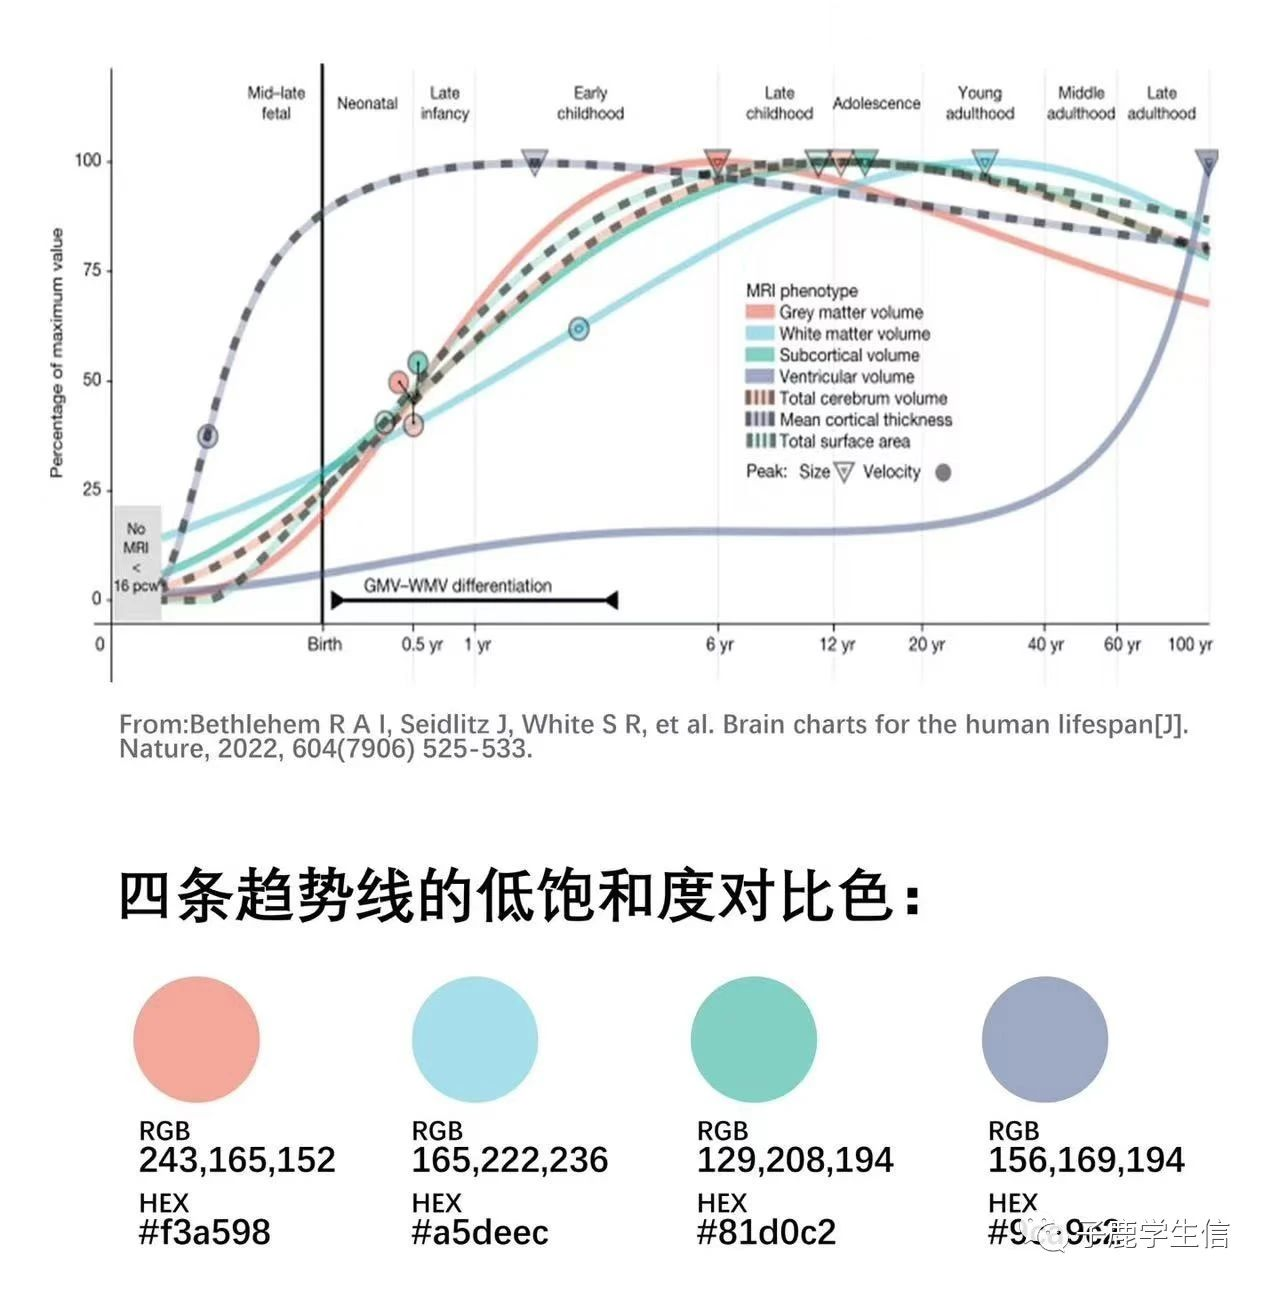 Mid–late
fetal
Neonatal
Late
infancy
Early
childhood
Late
childhood
Adolescence
Young
adulthood
Middle
adulthood
Late
adulthood
Percentage of maximum value
100
75
50
25
0
MRI phenotype
Grey matter volume
White matter volume
Subcortical volume
Ventricular volume
Total cerebrum volume
Mean cortical thickness
Total surface area
Peak: Size Velocity
No
MRI
<
16 pcw
GMV–WMV differentiation
0 Birth 0.5 yr 1 yr 6 yr 12 yr 20 yr 40 yr 60 yr 100 yr
From:Bethlehem R A I, Seidlitz J, White S R, et al. Brain charts for the human lifespan[J].
Nature, 2022, 604(7906) 525-533.
四条趋势线的低饱和度对比色：
RGB
243,165,152
HEX
#f3a598
RGB
165,222,236
HEX
#a5deec
RGB
129,208,194
HEX
#81d0c2
RGB
156,169,194
HEX
子鹿学生信